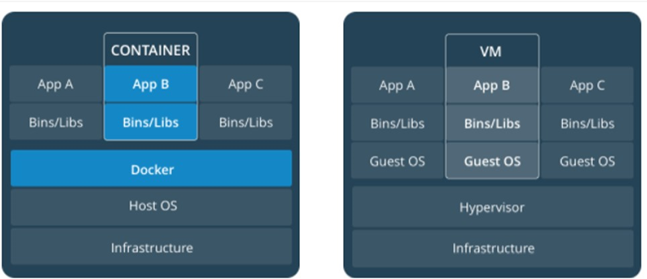 CONTAINER
App A App B App C
Bins/Libs Bins/Libs Bins/Libs
Docker
Host OS
Infrastructure
VM
App A App B App C
Bins/Libs Bins/Libs Bins/Libs
Guest OS Guest OS Guest OS
Hypervisor
Infrastructure